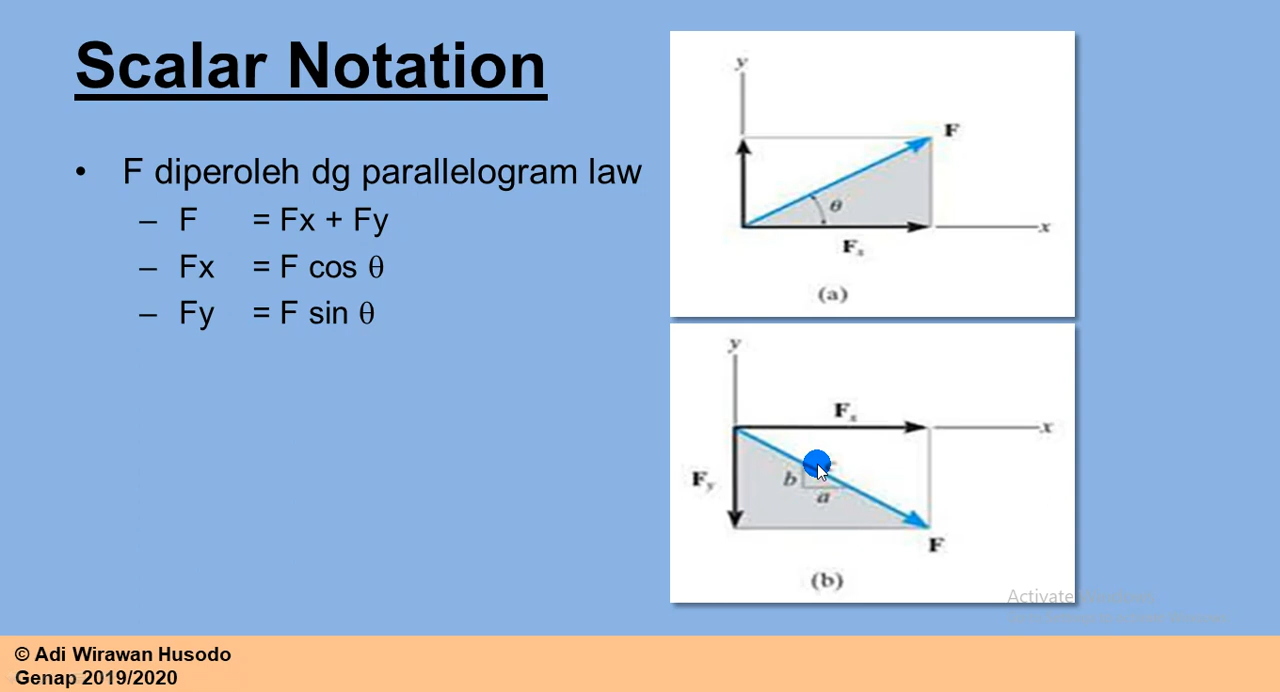 Scalar Notation
• F diperoleh dg parallelogram law
– F = Fx + Fy
– Fx = F cos θ
– Fy = F sin θ
y
F
θ
x
Fx
(a)
y
Fx
x
Fy
b
a
F
(b)
Activate
© Adi Wirawan Husodo
Genap 2019/2020